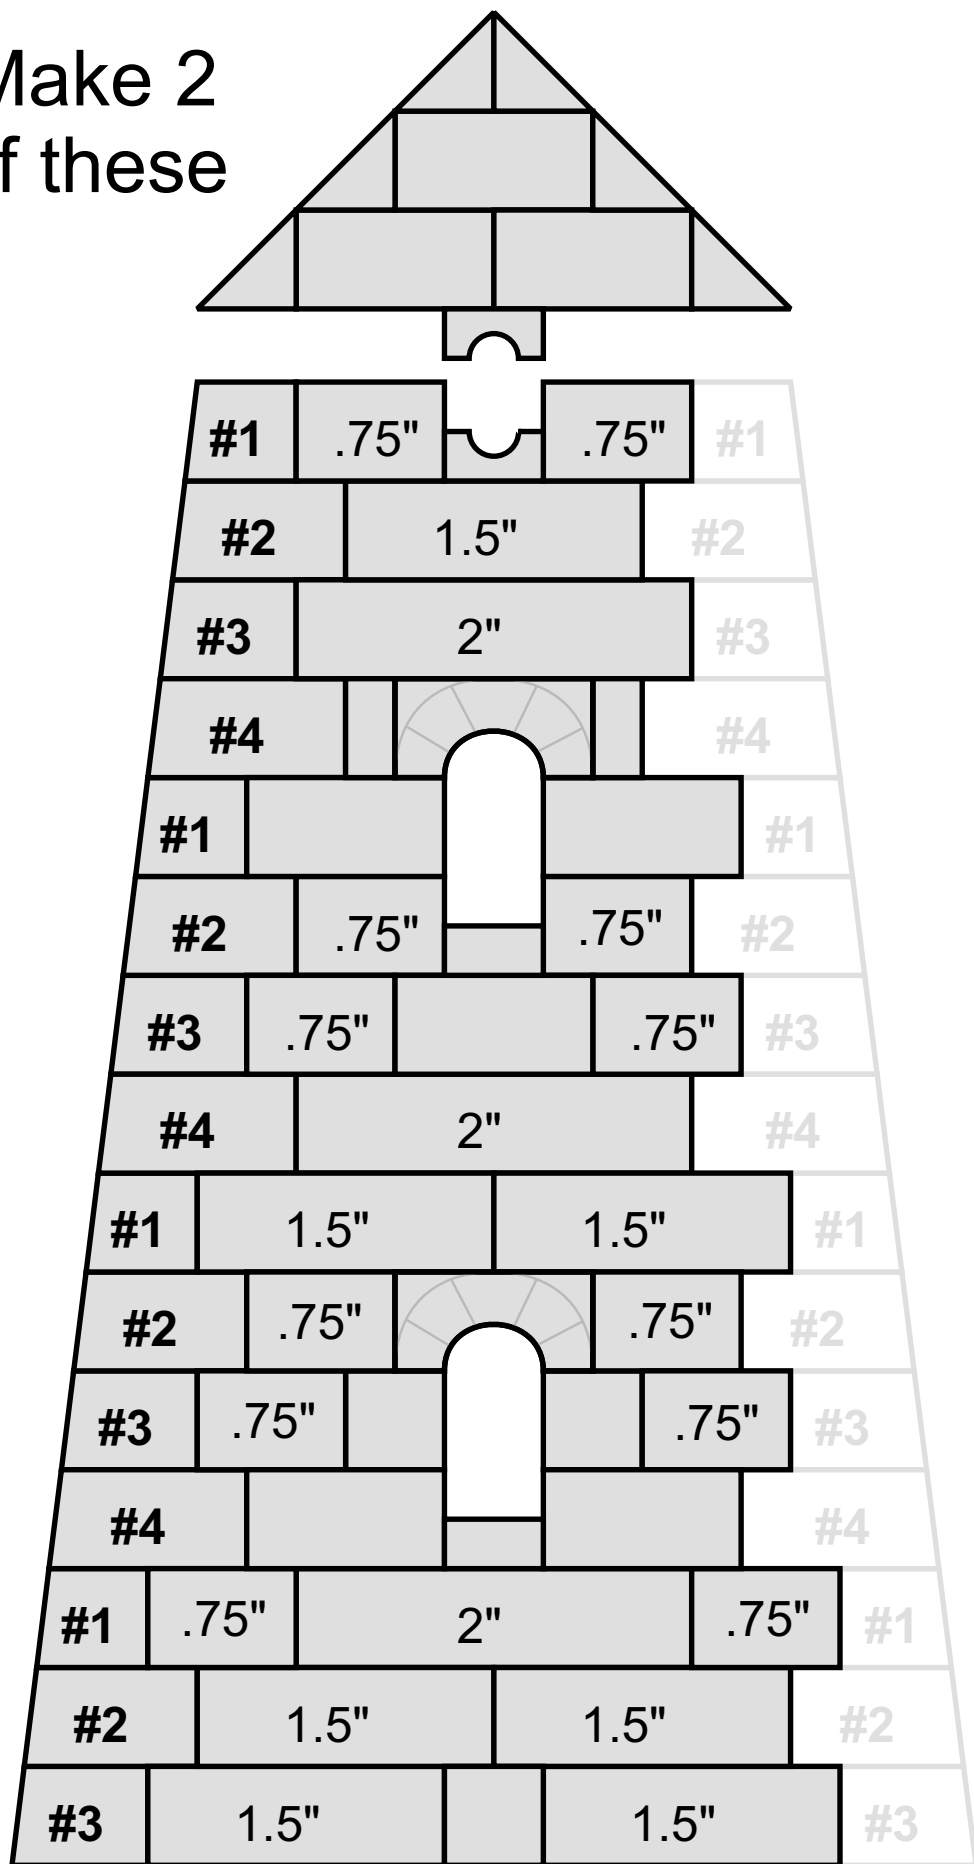 Make 2
f these
#1 .75" .75" #1
#2 1.5" #2
#3 2" #3
#4 #4
#1 #1
#2 .75" .75" #2
#3 .75" .75" #3
#4 2" #4
#1 1.5" 1.5" #1
#2 .75" .75" #2
#3 .75" .75" #3
#4 #4
#1 .75" 2" .75" #1
#2 1.5" 1.5" #2
#3 1.5" 1.5" #3